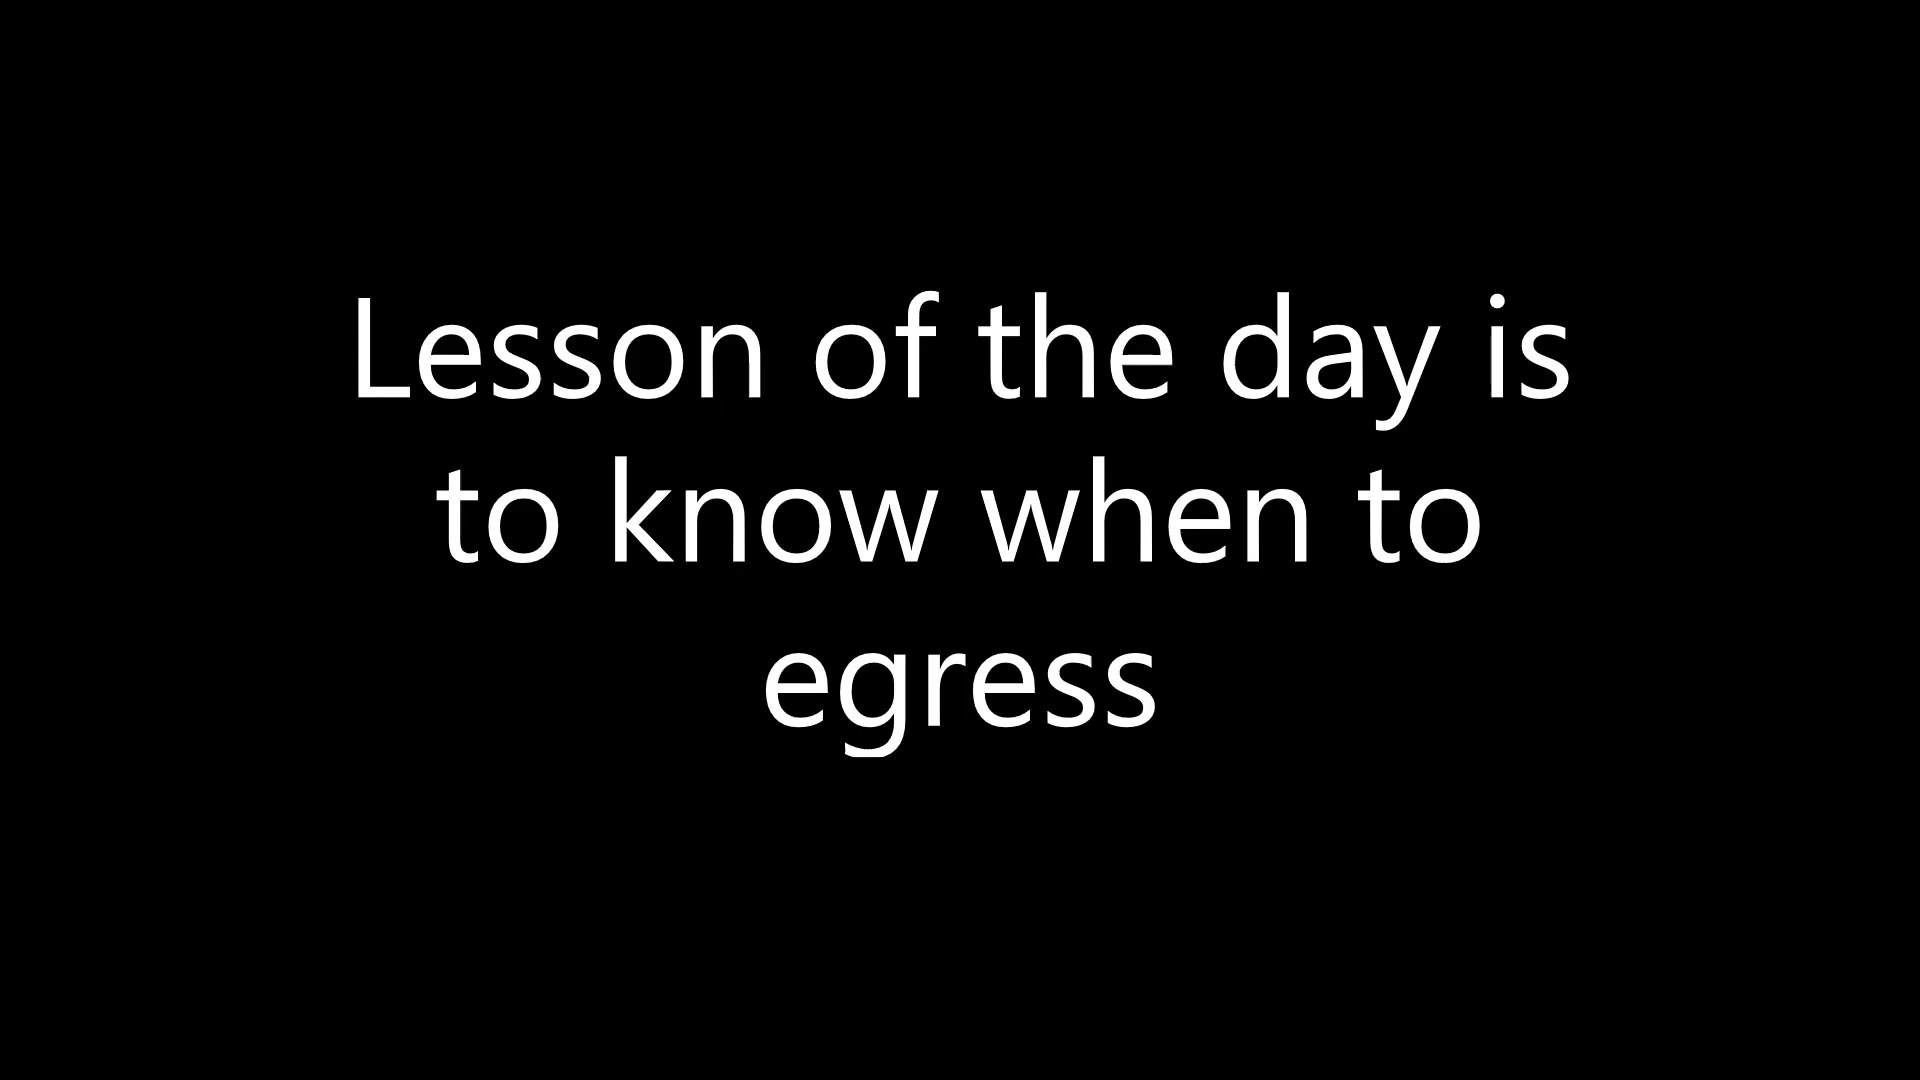 Lesson of the day is
to know when to
egress